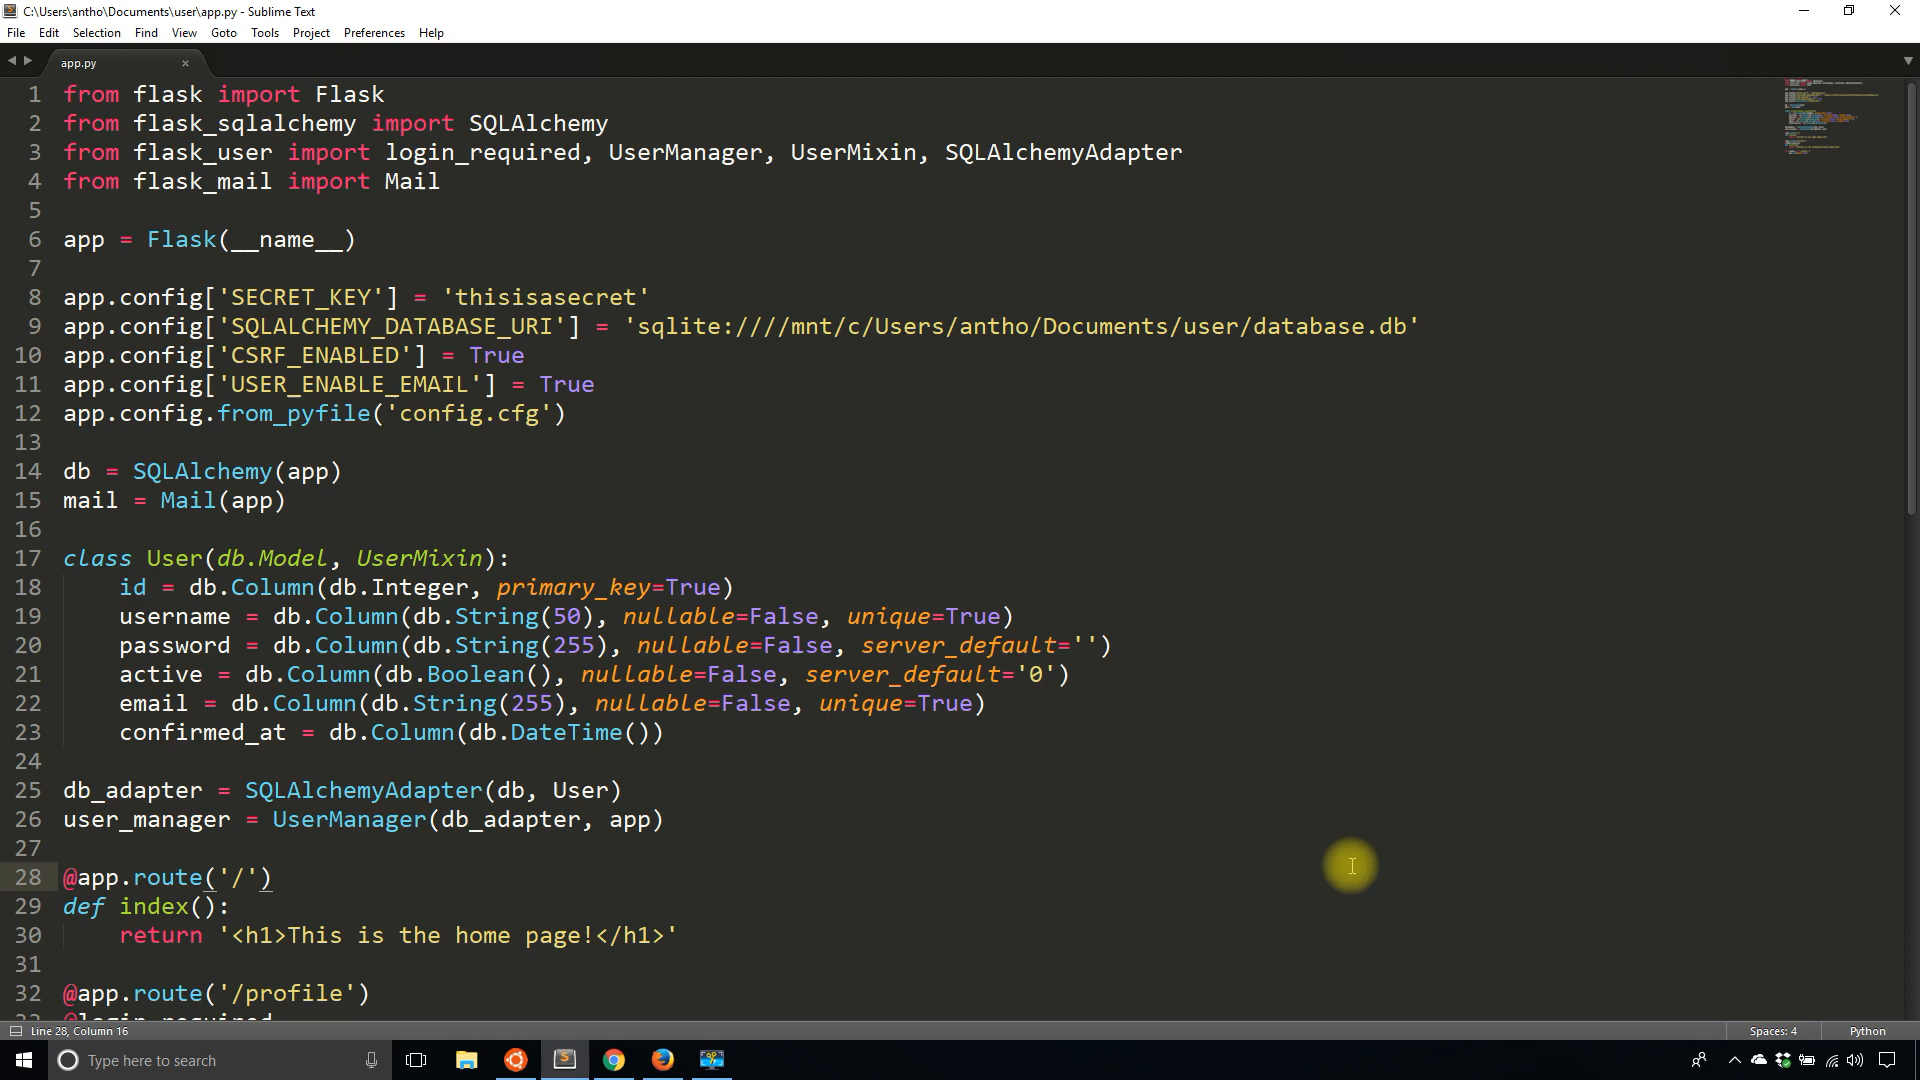 C:\Users\antho\Documents\user\app.py - Sublime Text
File Edit Selection Find View Goto Tools Project Preferences Help
app.py ×
1 from flask import Flask
2 from flask_sqlalchemy import SQLAlchemy
3 from flask_user import login_required, UserManager, UserMixin, SQLAlchemyAdapter
4 from flask_mail import Mail
5
6 app = Flask(__name__)
7
8 app.config['SECRET_KEY'] = 'thisisasecret'
9 app.config['SQLALCHEMY_DATABASE_URI'] = 'sqlite:////mnt/c/Users/antho/Documents/user/database.db'
10 app.config['CSRF_ENABLED'] = True
11 app.config['USER_ENABLE_EMAIL'] = True
12 app.config.from_pyfile('config.cfg')
13
14 db = SQLAlchemy(app)
15 mail = Mail(app)
16
17 class User(db.Model, UserMixin):
18     id = db.Column(db.Integer, primary_key=True)
19     username = db.Column(db.String(50), nullable=False, unique=True)
20     password = db.Column(db.String(255), nullable=False, server_default='')
21     active = db.Column(db.Boolean(), nullable=False, server_default='0')
22     email = db.Column(db.String(255), nullable=False, unique=True)
23     confirmed_at = db.Column(db.DateTime())
24
25 db_adapter = SQLAlchemyAdapter(db, User)
26 user_manager = UserManager(db_adapter, app)
27
28 @app.route('/')
29 def index():
30     return '<h1>This is the home page!</h1>'
31
32 @app.route('/profile')
33 @login_required
Line 28, Column 16 Spaces: 4 Python
Type here to search